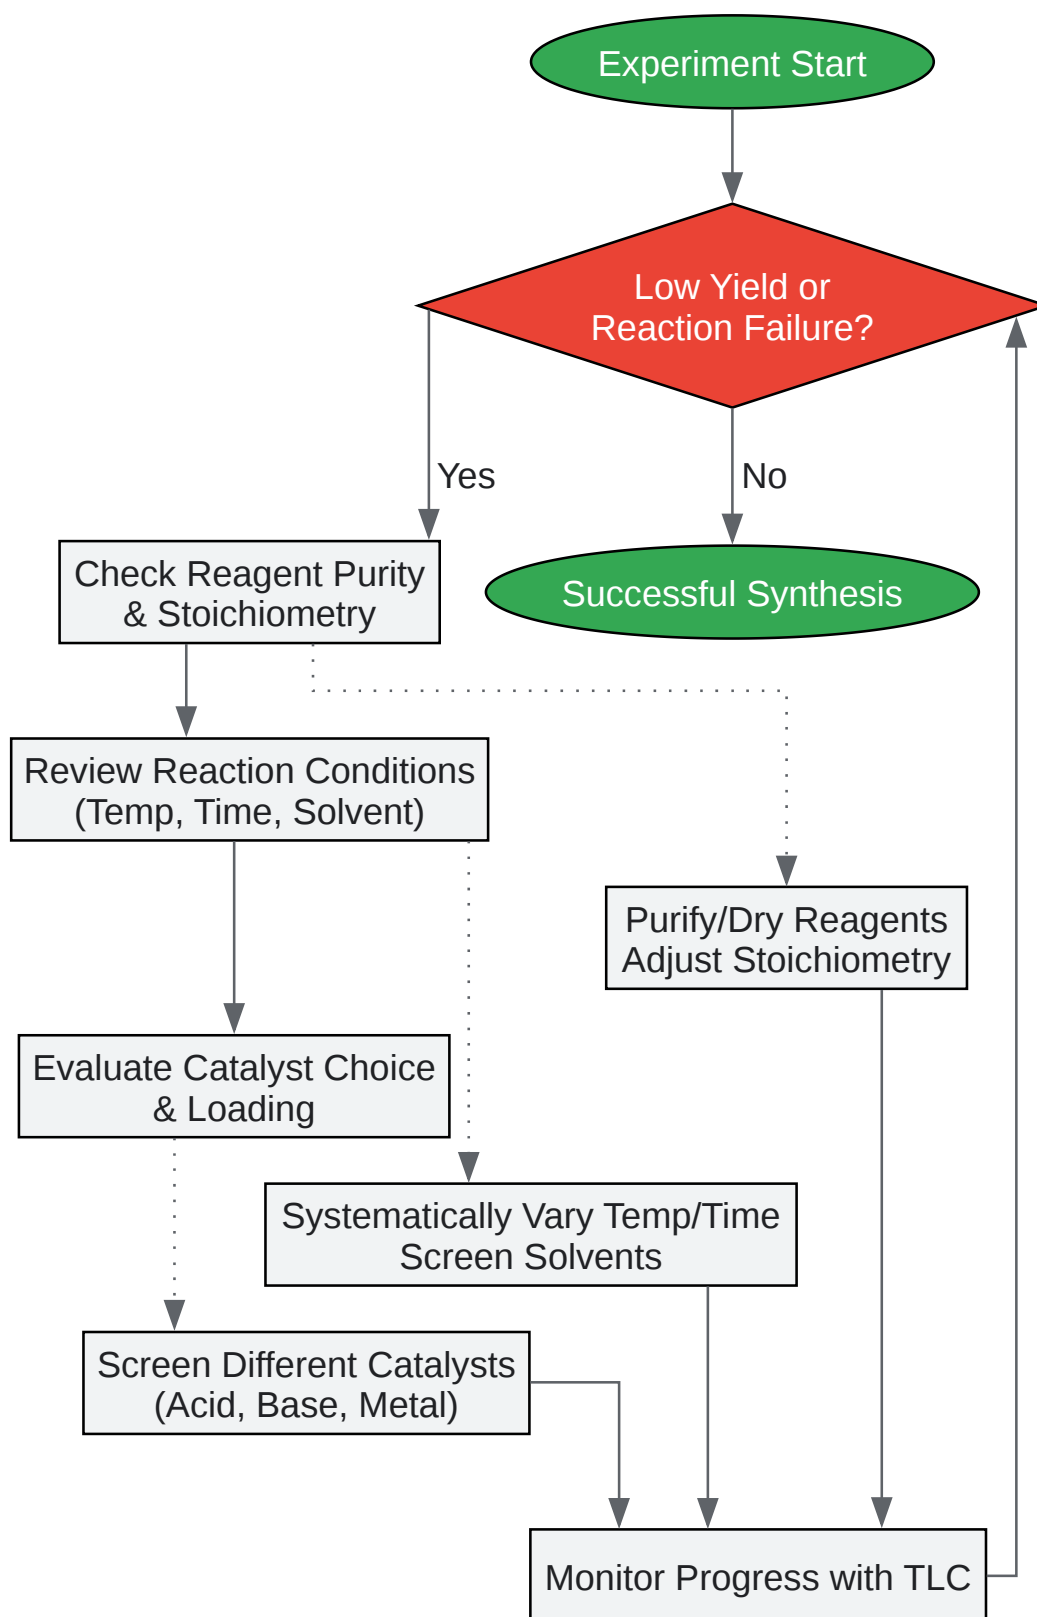 Experiment Start
Low Yield or
Reaction Failure?
Yes
No
Check Reagent Purity
& Stoichiometry
Successful Synthesis
Review Reaction Conditions
(Temp, Time, Solvent)
Purify/Dry Reagents
Adjust Stoichiometry
Evaluate Catalyst Choice
& Loading
Systematically Vary Temp/Time
Screen Solvents
Screen Different Catalysts
(Acid, Base, Metal)
Monitor Progress with TLC